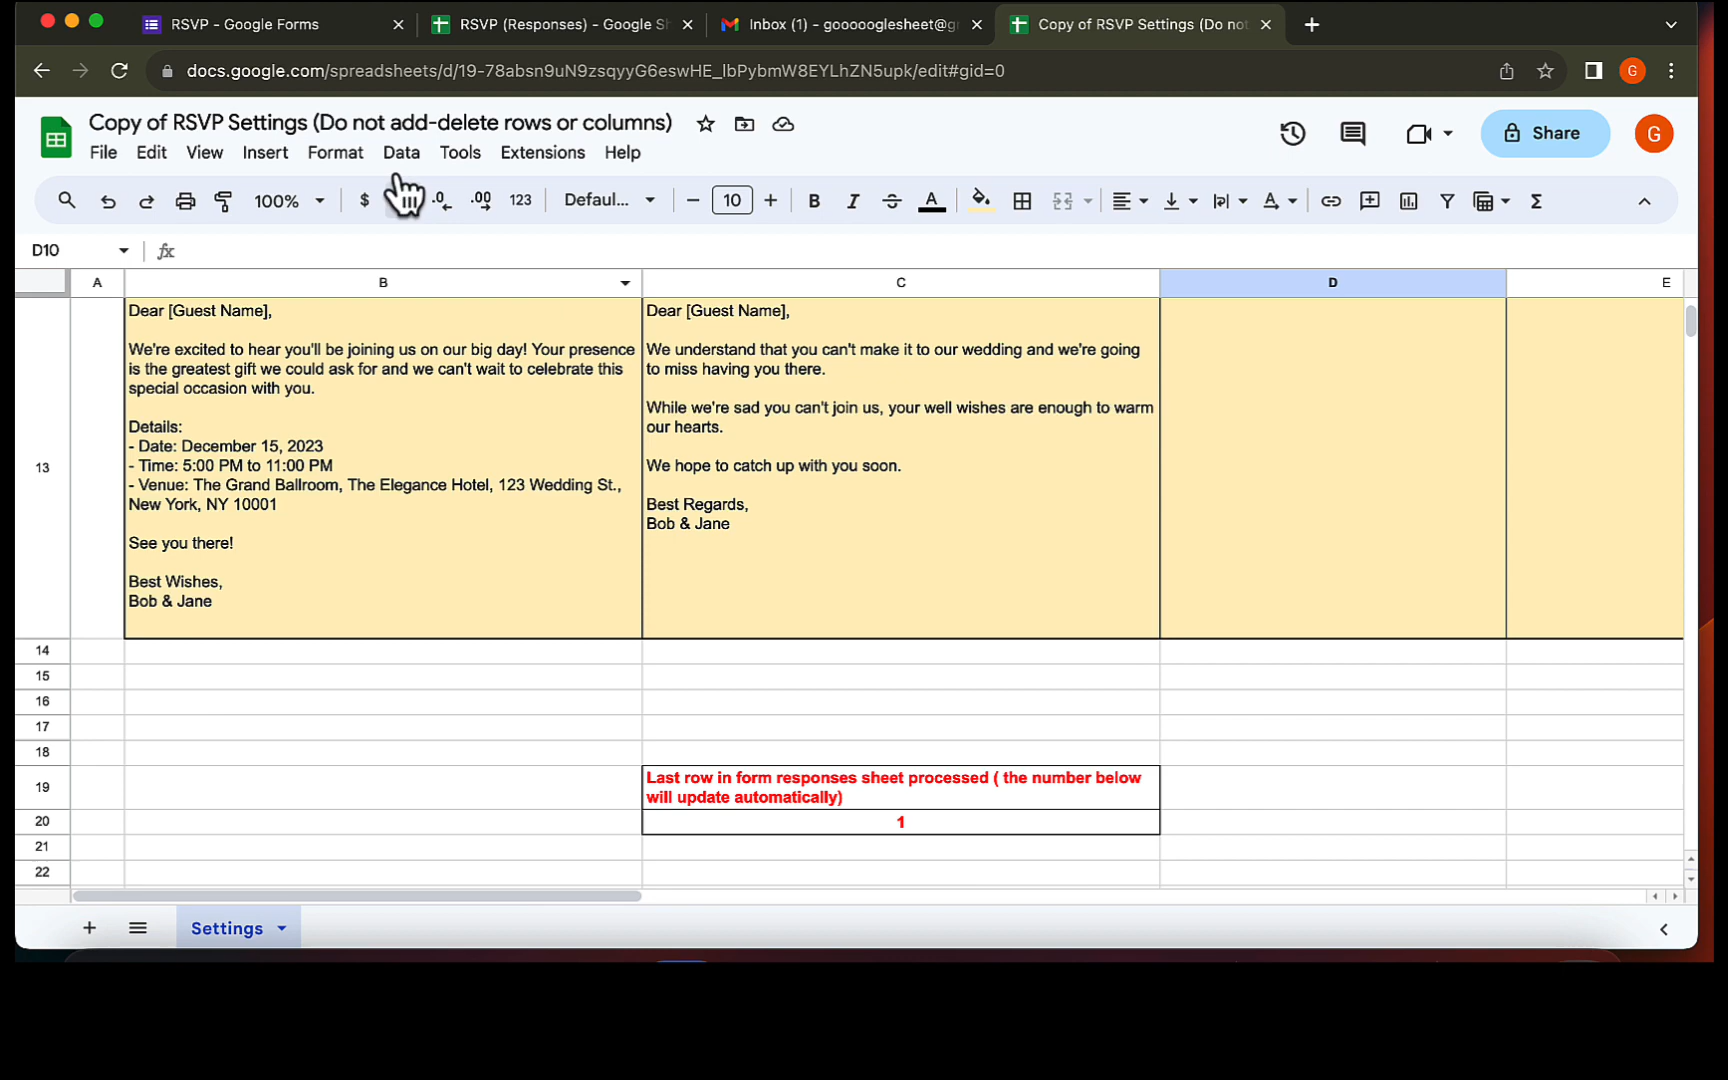 RSVP - Google Forms
RSVP (Responses) - Google S
Inbox (1) - goooooglesheet@g
Copy of RSVP Settings (Do not
docs.google.com/spreadsheets/d/19-78absn9uN9zsqyyG6eswHE_lbPybmW8EYLhZN5upk/edit#gid=0
G
Copy of RSVP Settings (Do not add-delete rows or columns)
Share
G
File Edit View Insert Format Data Tools Extensions Help
100% $ .0 .00 123 Defaul... 10 B I A
D10 fx
A B C D E
13
Dear [Guest Name],
We're excited to hear you'll be joining us on our big day! Your presence
is the greatest gift we could ask for and we can't wait to celebrate this
special occasion with you.
Details:
- Date: December 15, 2023
- Time: 5:00 PM to 11:00 PM
- Venue: The Grand Ballroom, The Elegance Hotel, 123 Wedding St.,
New York, NY 10001
See you there!
Best Wishes,
Bob & Jane
Dear [Guest Name],
We understand that you can't make it to our wedding and we're going
to miss having you there.
While we're sad you can't join us, your well wishes are enough to warm
our hearts.
We hope to catch up with you soon.
Best Regards,
Bob & Jane
14
15
16
17
18
19
Last row in form responses sheet processed ( the number below
will update automatically)
20 1
21
22
Settings